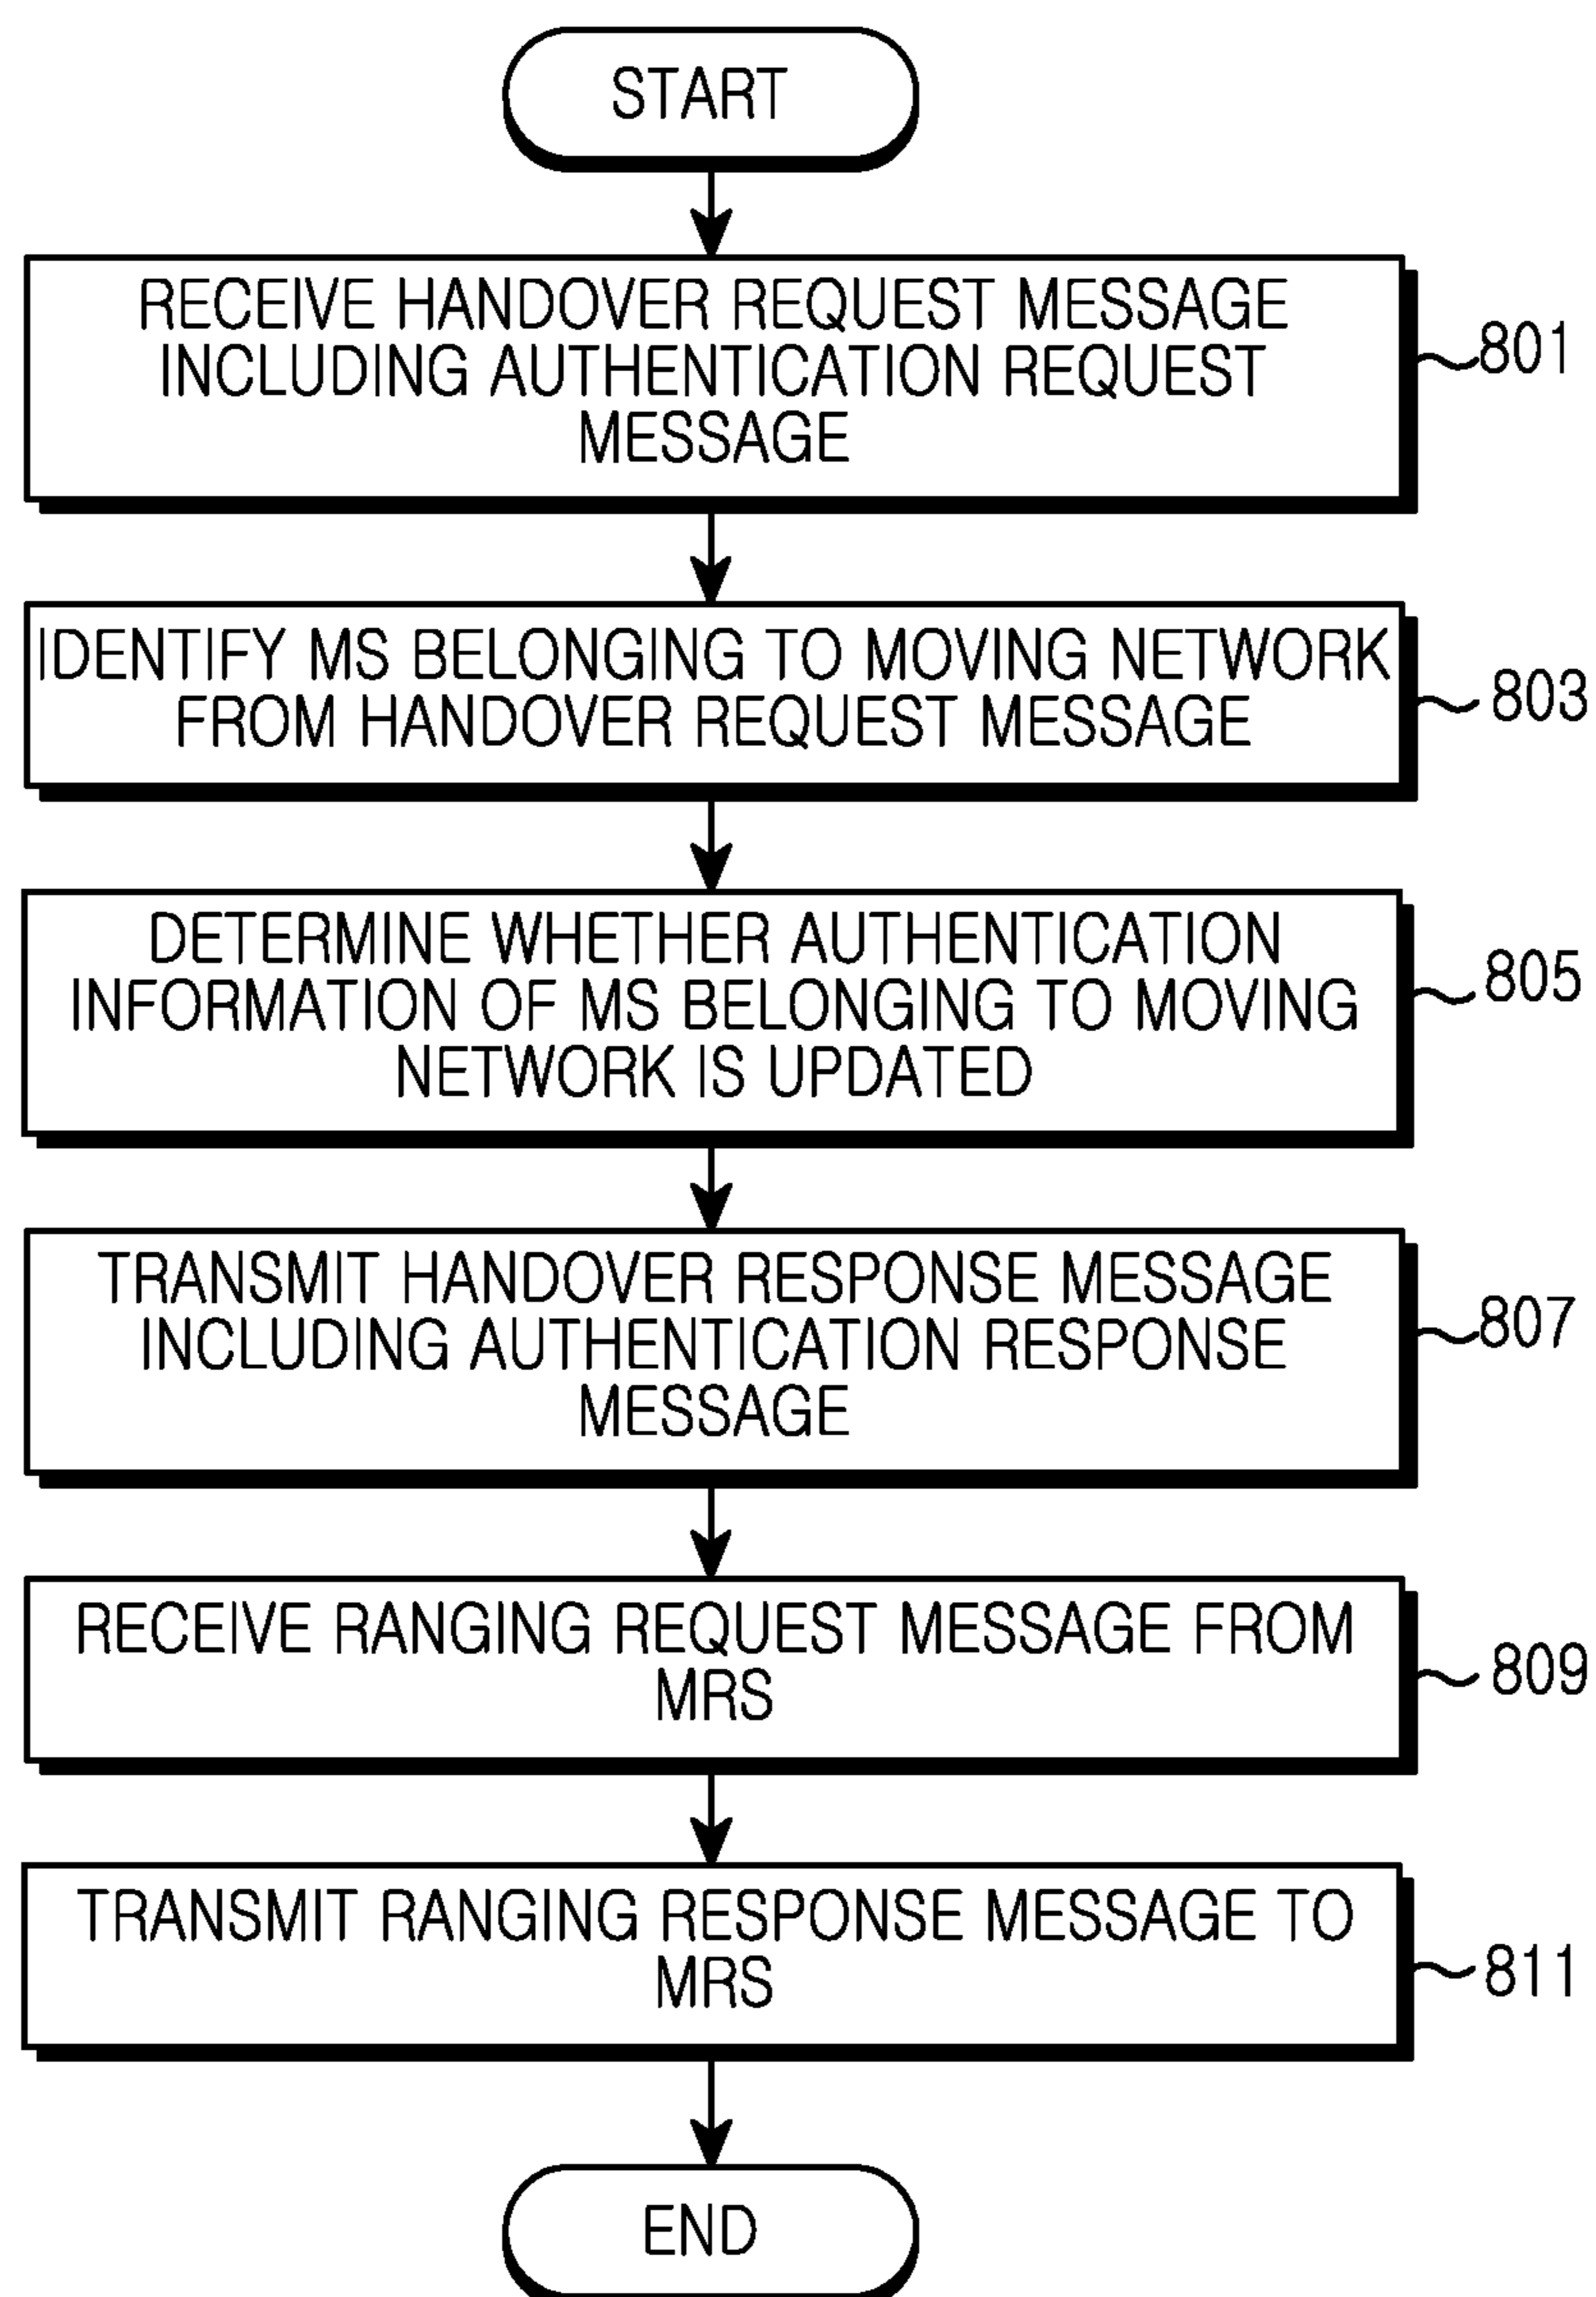 START
RECEIVE HANDOVER REQUEST MESSAGE
INCLUDING AUTHENTICATION REQUEST
MESSAGE
801
IDENTIFY MS BELONGING TO MOVING NETWORK
FROM HANDOVER REQUEST MESSAGE
803
DETERMINE WHETHER AUTHENTICATION
INFORMATION OF MS BELONGING TO MOVING
NETWORK IS UPDATED
805
TRANSMIT HANDOVER RESPONSE MESSAGE
INCLUDING AUTHENTICATION RESPONSE
MESSAGE
807
RECEIVE RANGING REQUEST MESSAGE FROM
MRS
809
TRANSMIT RANGING RESPONSE MESSAGE TO
MRS
811
END